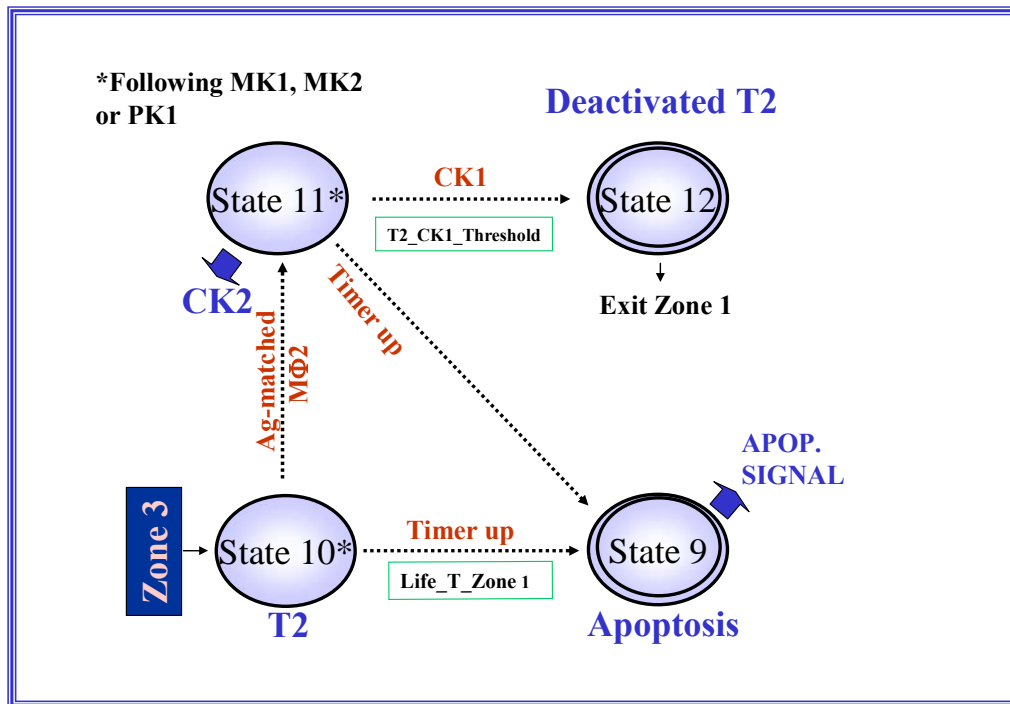 *Following MK1, MK2
or PK1
Deactivated T2
State 11*
CK1
T2_CK1_Threshold
State 12
CK2
Timer up
Exit Zone 1
Ag-matched
MΦ2
APOP.
SIGNAL
Zone 3
State 10*
Timer up
Life_T_Zone 1
State 9
T2
Apoptosis